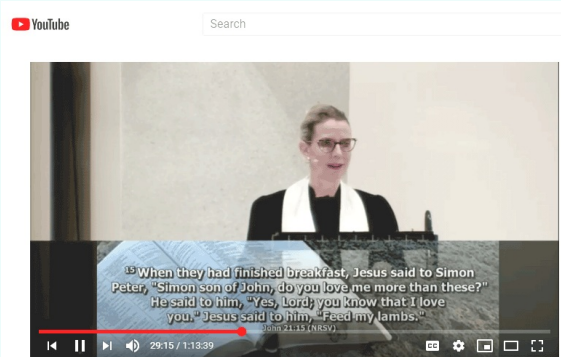 YouTube
Search
15 When they had finished breakfast, Jesus said to Simon
Peter, "Simon son of John, do you love me more than these?"
He said to him, "Yes, Lord; you know that I love
you." Jesus said to him, "Feed my lambs."
John 21:15 (NRSV)
29:15 / 1:13:39
CC